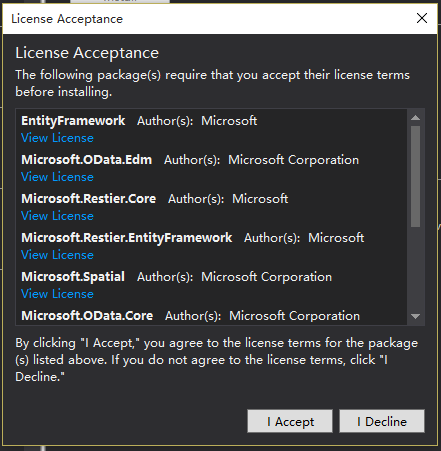 License Acceptance
License Acceptance
The following package(s) require that you accept their license terms
before installing.
EntityFramework Author(s): Microsoft
View License
Microsoft.OData.Edm Author(s): Microsoft Corporation
View License
Microsoft.Restier.Core Author(s): Microsoft
View License
Microsoft.Restier.EntityFramework Author(s): Microsoft
View License
Microsoft.Spatial Author(s): Microsoft Corporation
View License
Microsoft.OData.Core Author(s): Microsoft Corporation
By clicking "I Accept," you agree to the license terms for the package
(s) listed above. If you do not agree to the license terms, click "I
Decline."
I Accept I Decline